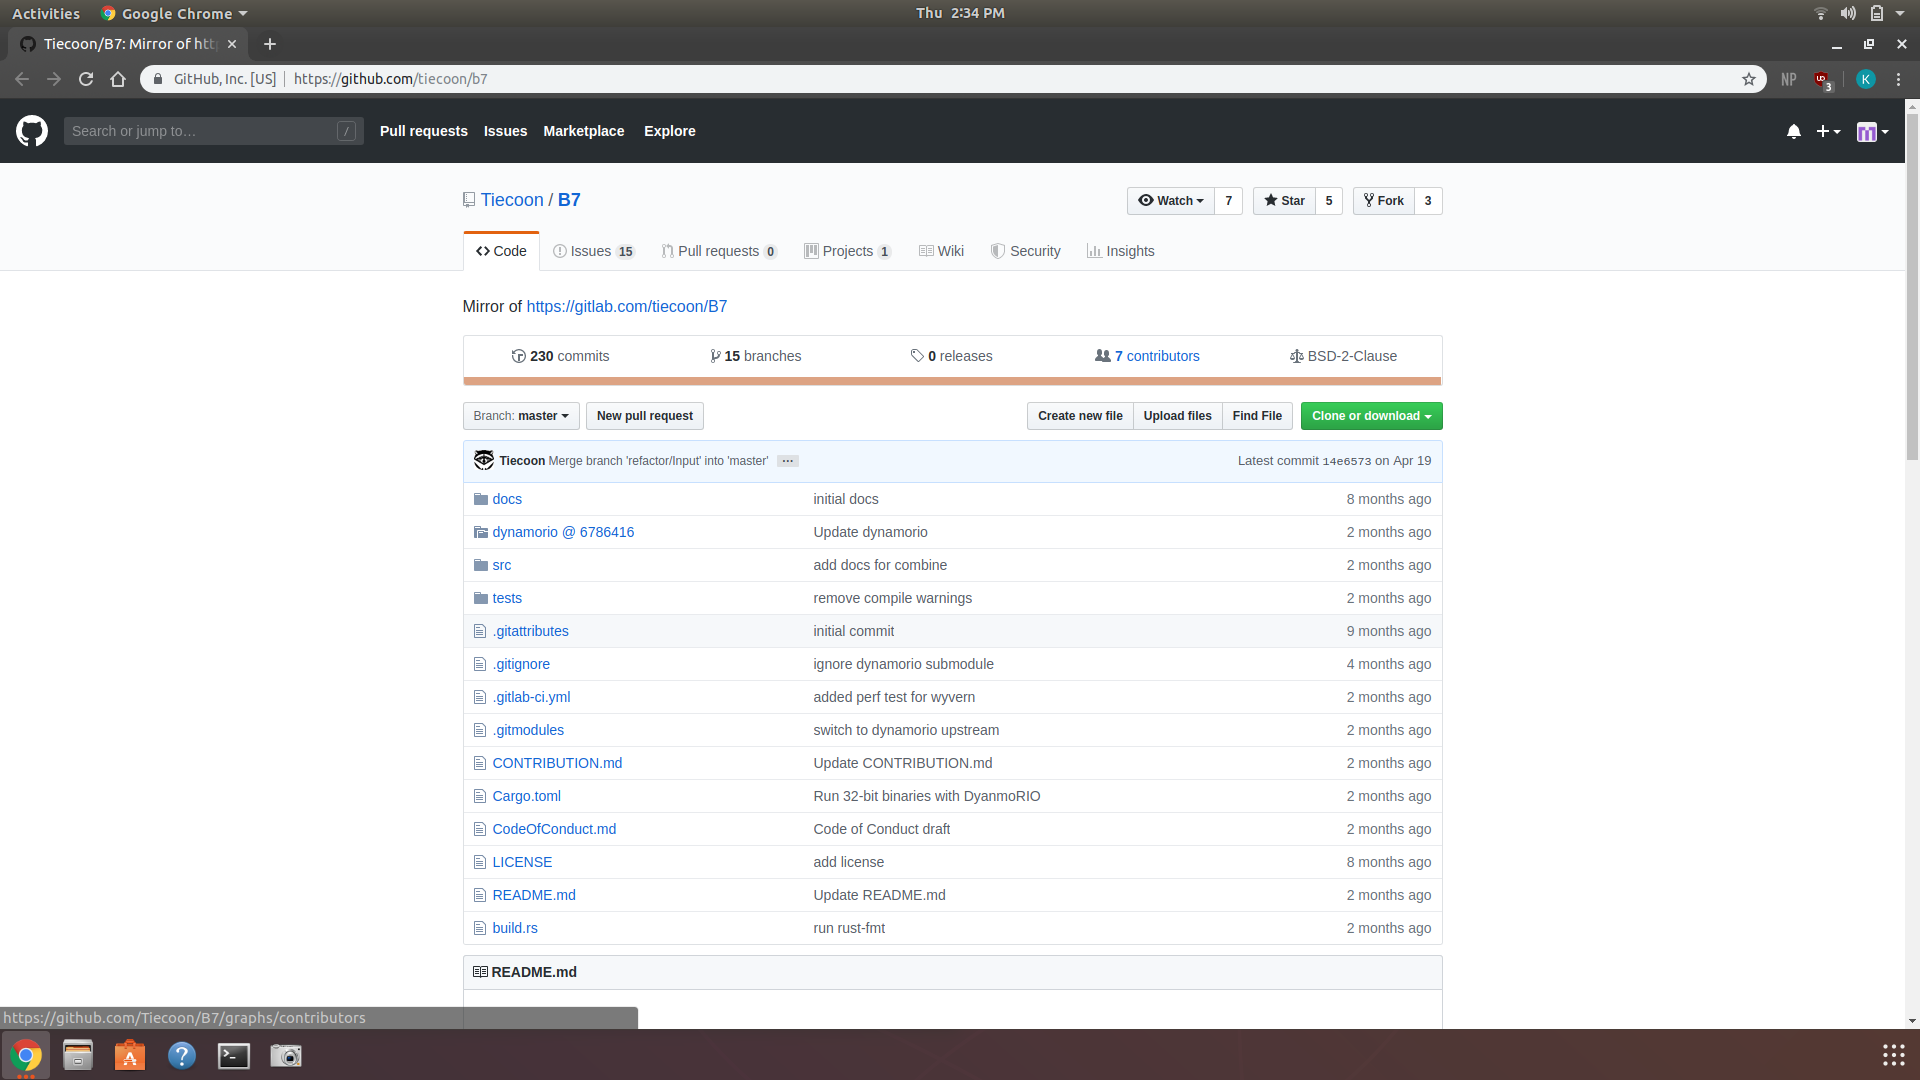 Activities Google Chrome Thu 2:34 PM
Tiecoon/B7: Mirror of http
GitHub, Inc. [US] https://github.com/tiecoon/b7 NP 3 K
Search or jump to… / Pull requests Issues Marketplace Explore
Tiecoon / B7 Watch 7 Star 5 Fork 3
Code Issues 15 Pull requests 0 Projects 1 Wiki Security Insights
Mirror of https://gitlab.com/tiecoon/B7
230 commits 15 branches 0 releases 7 contributors BSD-2-Clause
Branch: master New pull request Create new file Upload files Find File Clone or download
Tiecoon Merge branch 'refactor/Input' into 'master' … Latest commit 14e6573 on Apr 19
docs initial docs 8 months ago
dynamorio @ 6786416 Update dynamorio 2 months ago
src add docs for combine 2 months ago
tests remove compile warnings 2 months ago
.gitattributes initial commit 9 months ago
.gitignore ignore dynamorio submodule 4 months ago
.gitlab-ci.yml added perf test for wyvern 2 months ago
.gitmodules switch to dynamorio upstream 2 months ago
CONTRIBUTION.md Update CONTRIBUTION.md 2 months ago
Cargo.toml Run 32-bit binaries with DyanmoRIO 2 months ago
CodeOfConduct.md Code of Conduct draft 2 months ago
LICENSE add license 8 months ago
README.md Update README.md 2 months ago
build.rs run rust-fmt 2 months ago
README.md
https://github.com/Tiecoon/B7/graphs/contributors